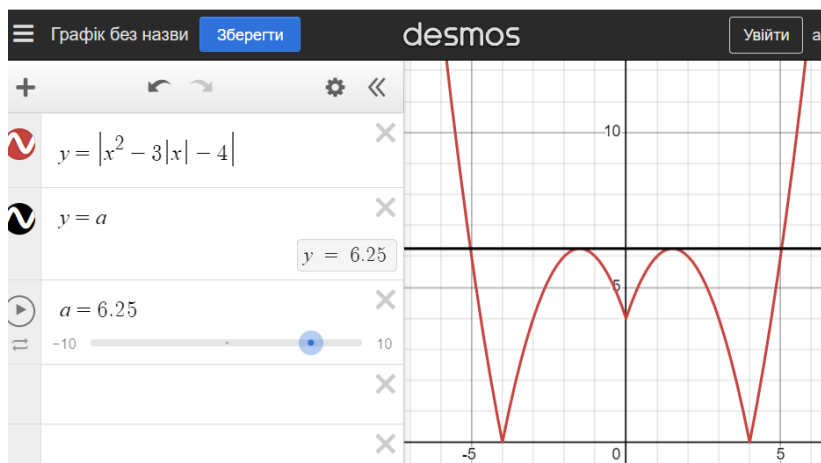 Графік без назви
Зберегти
desmos
Увійти
a
y = |x² − 3|x| − 4|
y = a
y = 6.25
a = 6.25
−10
10
10
5
-5
0
5